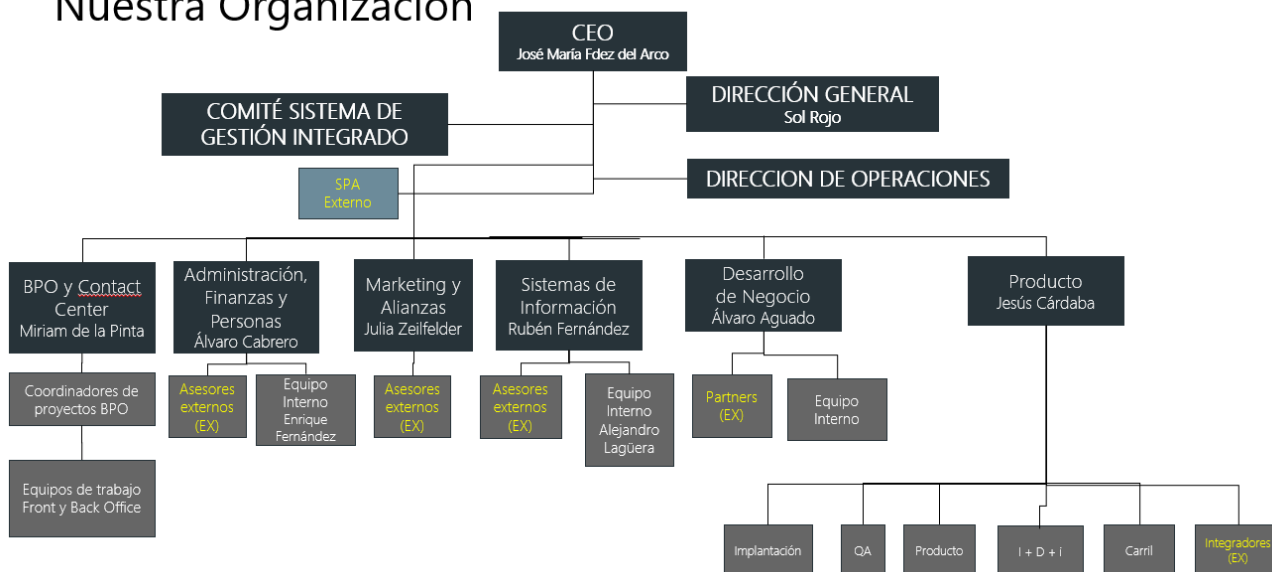 Nuestra Organización
CEO
José María Fdez del Arco
COMITÉ SISTEMA DE
GESTIÓN INTEGRADO
DIRECCIÓN GENERAL
Sol Rojo
SPA
Externo
DIRECCION DE OPERACIONES
BPO y Contact
Center
Miriam de la Pinta
Administración,
Finanzas y
Personas
Álvaro Cabrero
Marketing y
Alianzas
Julia Zeilfelder
Sistemas de
Información
Rubén Fernández
Desarrollo
de Negocio
Álvaro Aguado
Producto
Jesús Cárdaba
Coordinadores de
proyectos BPO
Asesores
externos
(EX)
Equipo
Interno
Enrique
Fernández
Asesores
externos
(EX)
Asesores
externos
(EX)
Equipo
Interno
Alejandro
Lagüera
Partners
(EX)
Equipo
Interno
Equipos de trabajo
Front y Back Office
Implantación
QA
Producto
I + D + i
Carril
Integradores
(EX)